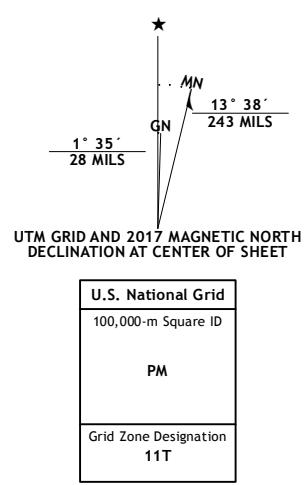 ★
MN
GN
13° 38´
243 MILS
1° 35´
28 MILS
UTM GRID AND 2017 MAGNETIC NORTH
DECLINATION AT CENTER OF SHEET
U.S. National Grid
100,000-m Square ID
PM
Grid Zone Designation
11T